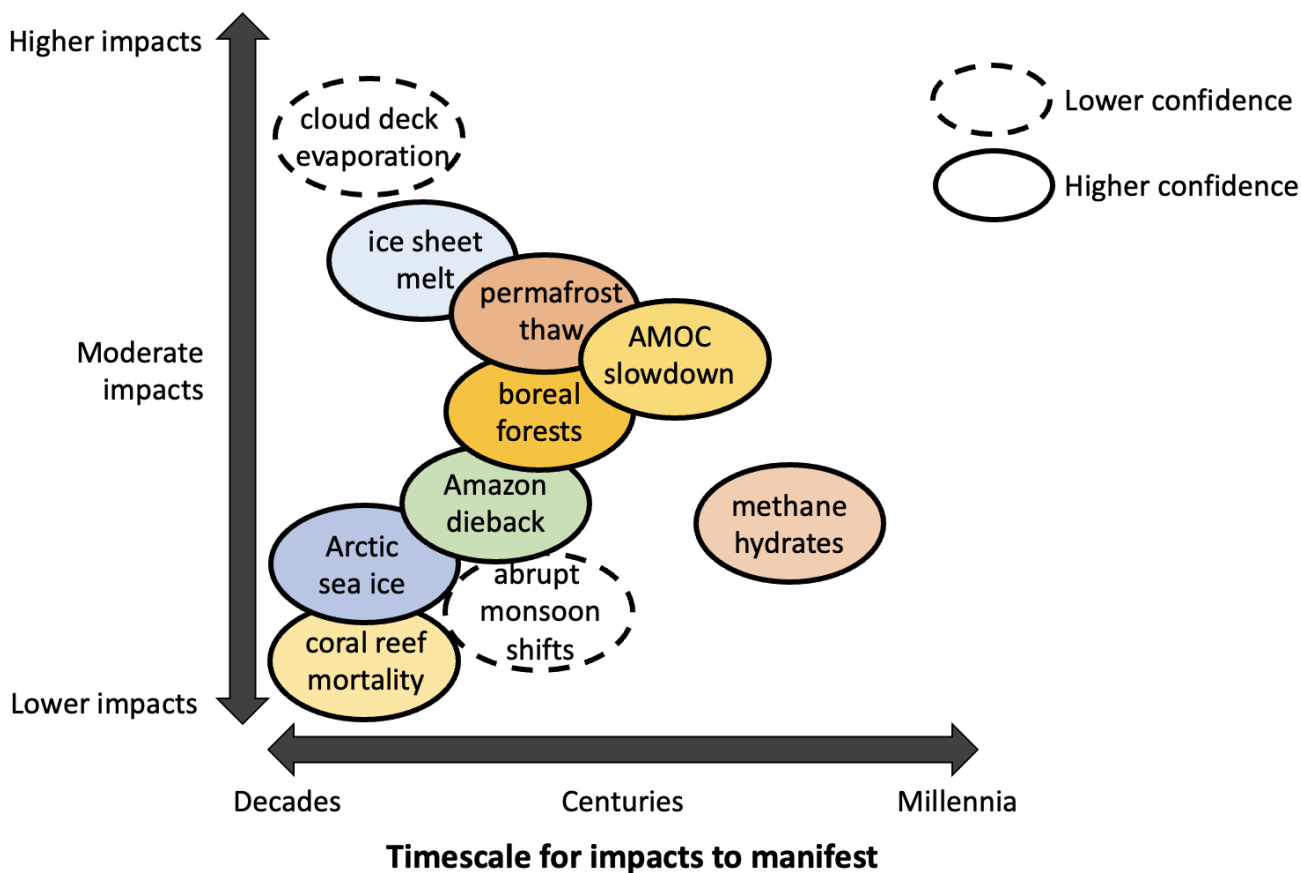 Higher impacts
cloud deck
evaporation
Lower confidence
Higher confidence
ice sheet
melt
permafrost
thaw
AMOC
slowdown
Moderate
impacts
boreal
forests
Amazon
dieback
methane
hydrates
Arctic
sea ice
abrupt
monsoon
shifts
coral reef
mortality
Lower impacts
Decades
Centuries
Millennia
Timescale for impacts to manifest